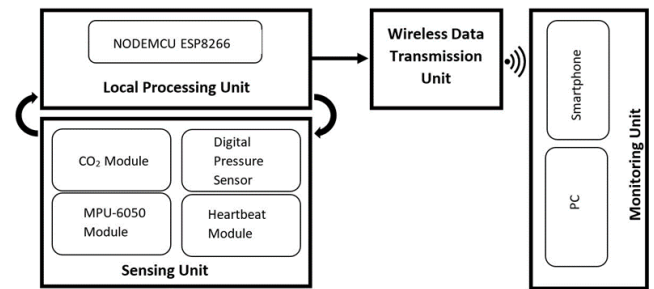 NODEMCU ESP8266
Local Processing Unit
Wireless Data
Transmission
Unit
Smartphone
PC
Monitoring Unit
CO₂ Module
Digital
Pressure
Sensor
MPU-6050
Module
Heartbeat
Module
Sensing Unit